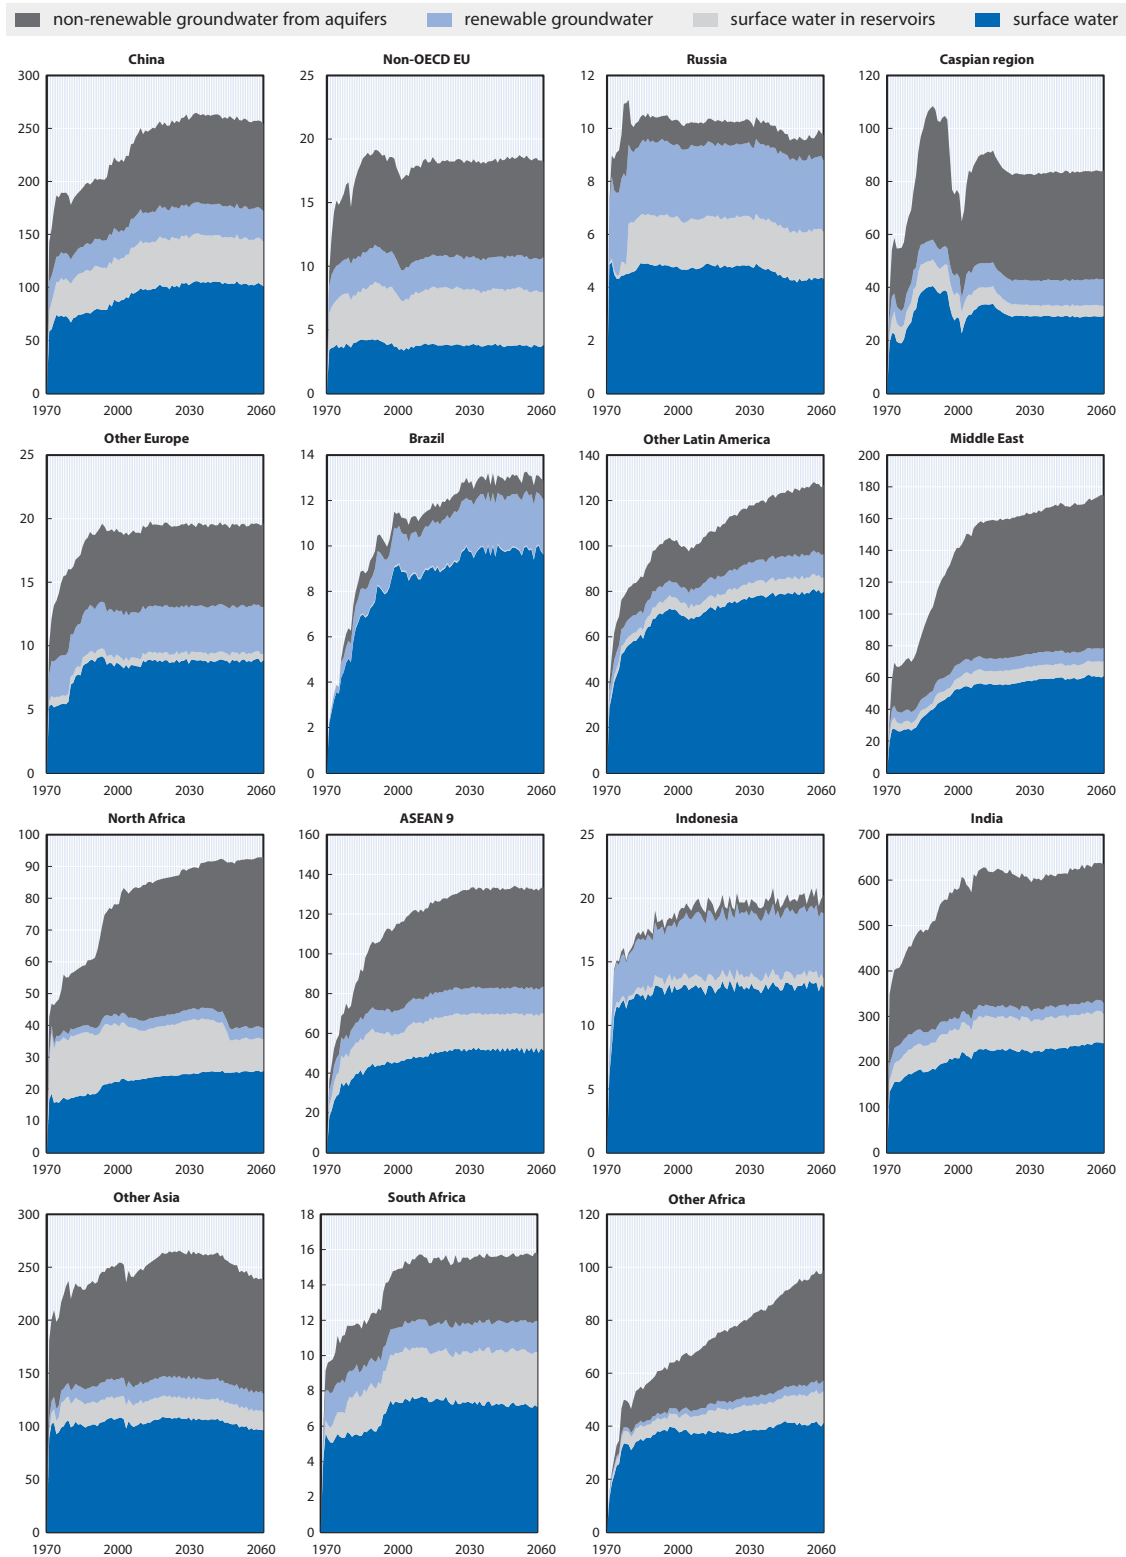 non-renewable groundwater from aquifers renewable groundwater surface water in reservoirs surface water
China Non-OECD EU Russia Caspian region
300 25 12 120
250 20 10 100
200 15 8 80
150 10 6 60
100 5 4 40
50 0 2 20
0 0 0
1970 2000 2030 2060 1970 2000 2030 2060 1970 2000 2030 2060 1970 2000 2030 2060
Other Europe Brazil Other Latin America Middle East
25 14 140 200
20 12 120 180
15 10 100 160
10 8 80 140
5 6 60 120
0 4 40 100
2 20 80
0 0 60
40
20
0
1970 2000 2030 2060 1970 2000 2030 2060 1970 2000 2030 2060 1970 2000 2030 2060
North Africa ASEAN 9 Indonesia India
100 160 25 700
90 140 20 600
80 120 15 500
70 100 10 400
60 80 5 300
50 60 0 200
40 40 100
30 20 0
20 0
10
0
1970 2000 2030 2060 1970 2000 2030 2060 1970 2000 2030 2060 1970 2000 2030 2060
Other Asia South Africa Other Africa
300 18 120
250 16 100
200 14 80
150 12 60
100 10 40
50 8 20
0 6 0
4
2
0
1970 2000 2030 2060 1970 2000 2030 2060 1970 2000 2030 2060